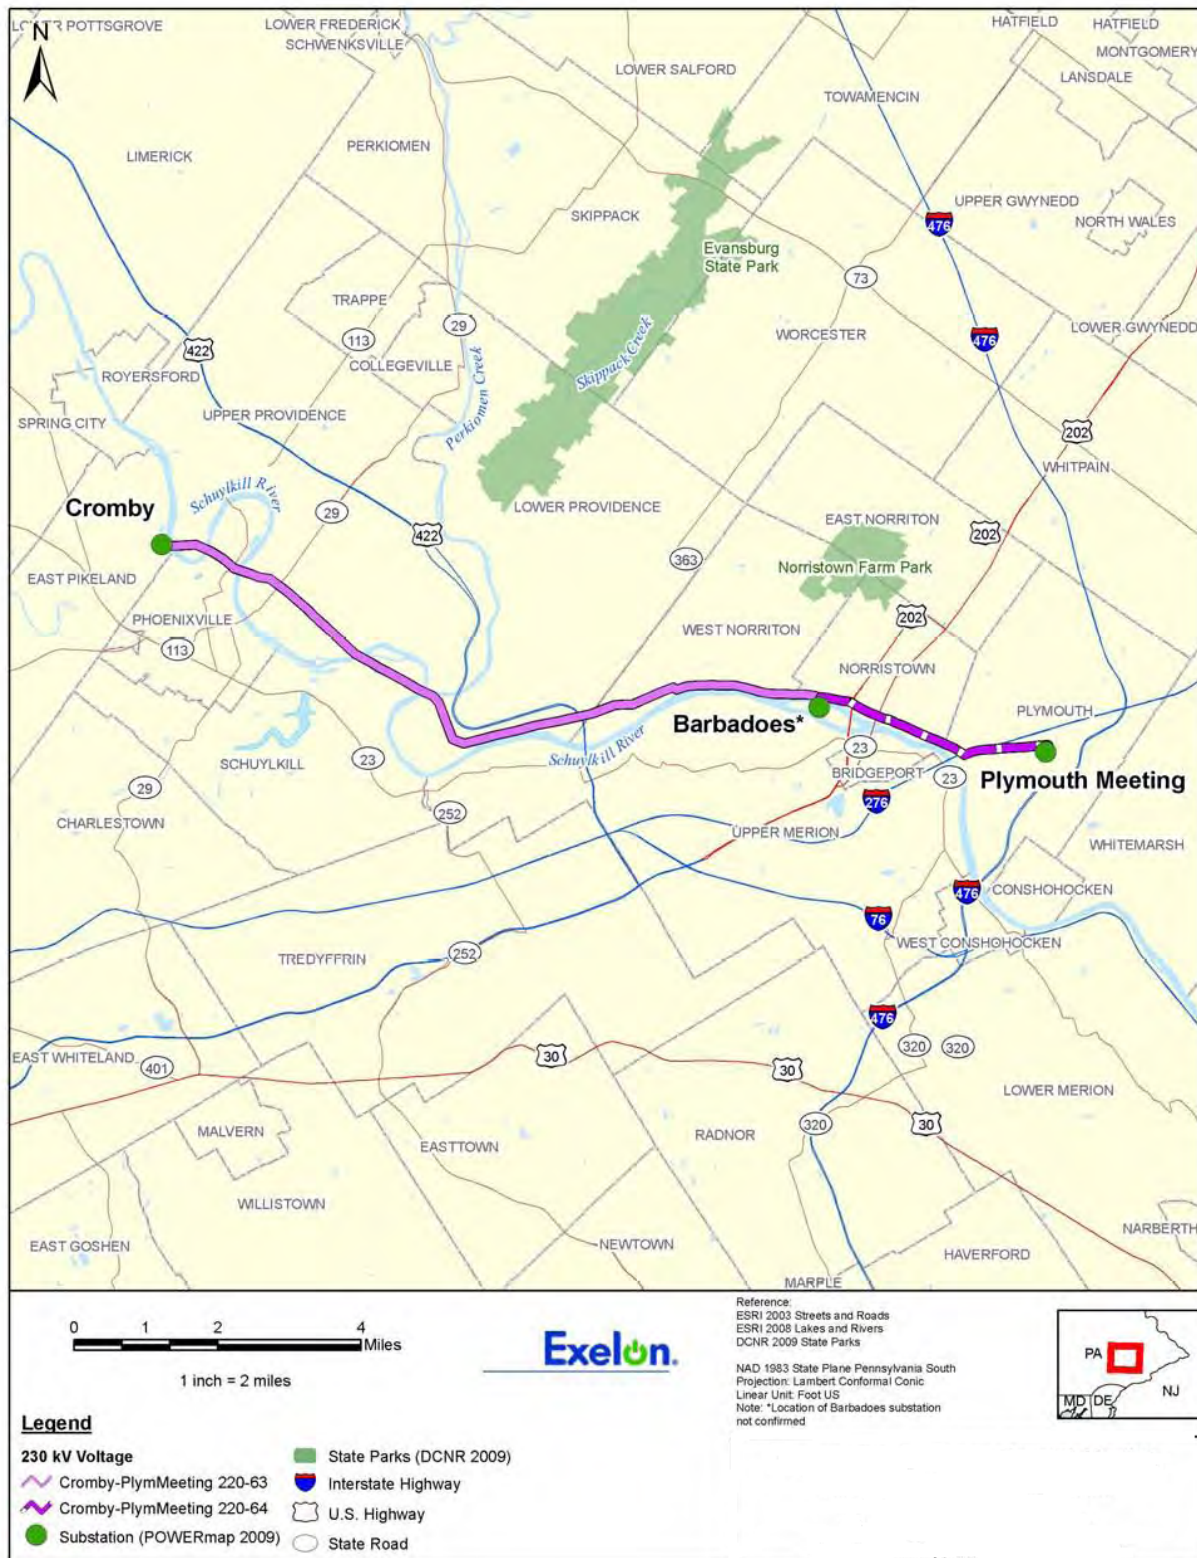 N
LOWER POTTSGROVE
LOWER FREDERICK
SCHWENKSVILLE
HATFIELD
HATFIELD
MONTGOMERY
LANSDALE
LOWER SALFORD
TOWAMENCIN
LIMERICK
PERKIOMEN
SKIPPACK
UPPER GWYNEDD
NORTH WALES
476
Evansburg
State Park
73
TRAPPE
29
113
WORCESTER
476
LOWER GWYNEDD
422
COLLEGEVILLE
Skippack Creek
ROYERSFORD
UPPER PROVIDENCE
Perkiomen Creek
SPRING CITY
202
WHITPAIN
Schuylkill River
Cromby
29
LOWER PROVIDENCE
EAST NORRITON
422
202
363
Norristown Farm Park
EAST PIKELAND
PHOENIXVILLE
113
WEST NORRITON
202
NORRISTOWN
PLYMOUTH
Barbadoes*
Schuylkill River
23
SCHUYLKILL
23
BRIDGEPORT
23
Plymouth Meeting
29
276
252
CHARLESTOWN
UPPER MERION
WHITEMARSH
476
CONSHOHOCKEN
76
WEST CONSHOHOCKEN
252
TREDYFFRIN
476
EAST WHITELAND
401
30
30
320
320
LOWER MERION
320
30
MALVERN
EASTTOWN
RADNOR
WILLISTOWN
EAST GOSHEN
NEWTOWN
HAVERFORD
NARBERTH
MARPLE
0 1 2 4
Miles
1 inch = 2 miles
Exelon.
Reference:
ESRI 2003 Streets and Roads
ESRI 2008 Lakes and Rivers
DCNR 2009 State Parks
NAD 1983 State Plane Pennsylvania South
Projection: Lambert Conformal Conic
Linear Unit: Foot US
Note: *Location of Barbadoes substation
not confirmed
PA
NJ
MD DE
Legend
230 kV Voltage
Cromby-PlymMeeting 220-63
Cromby-PlymMeeting 220-64
Substation (POWERmap 2009)
State Parks (DCNR 2009)
Interstate Highway
U.S. Highway
State Road